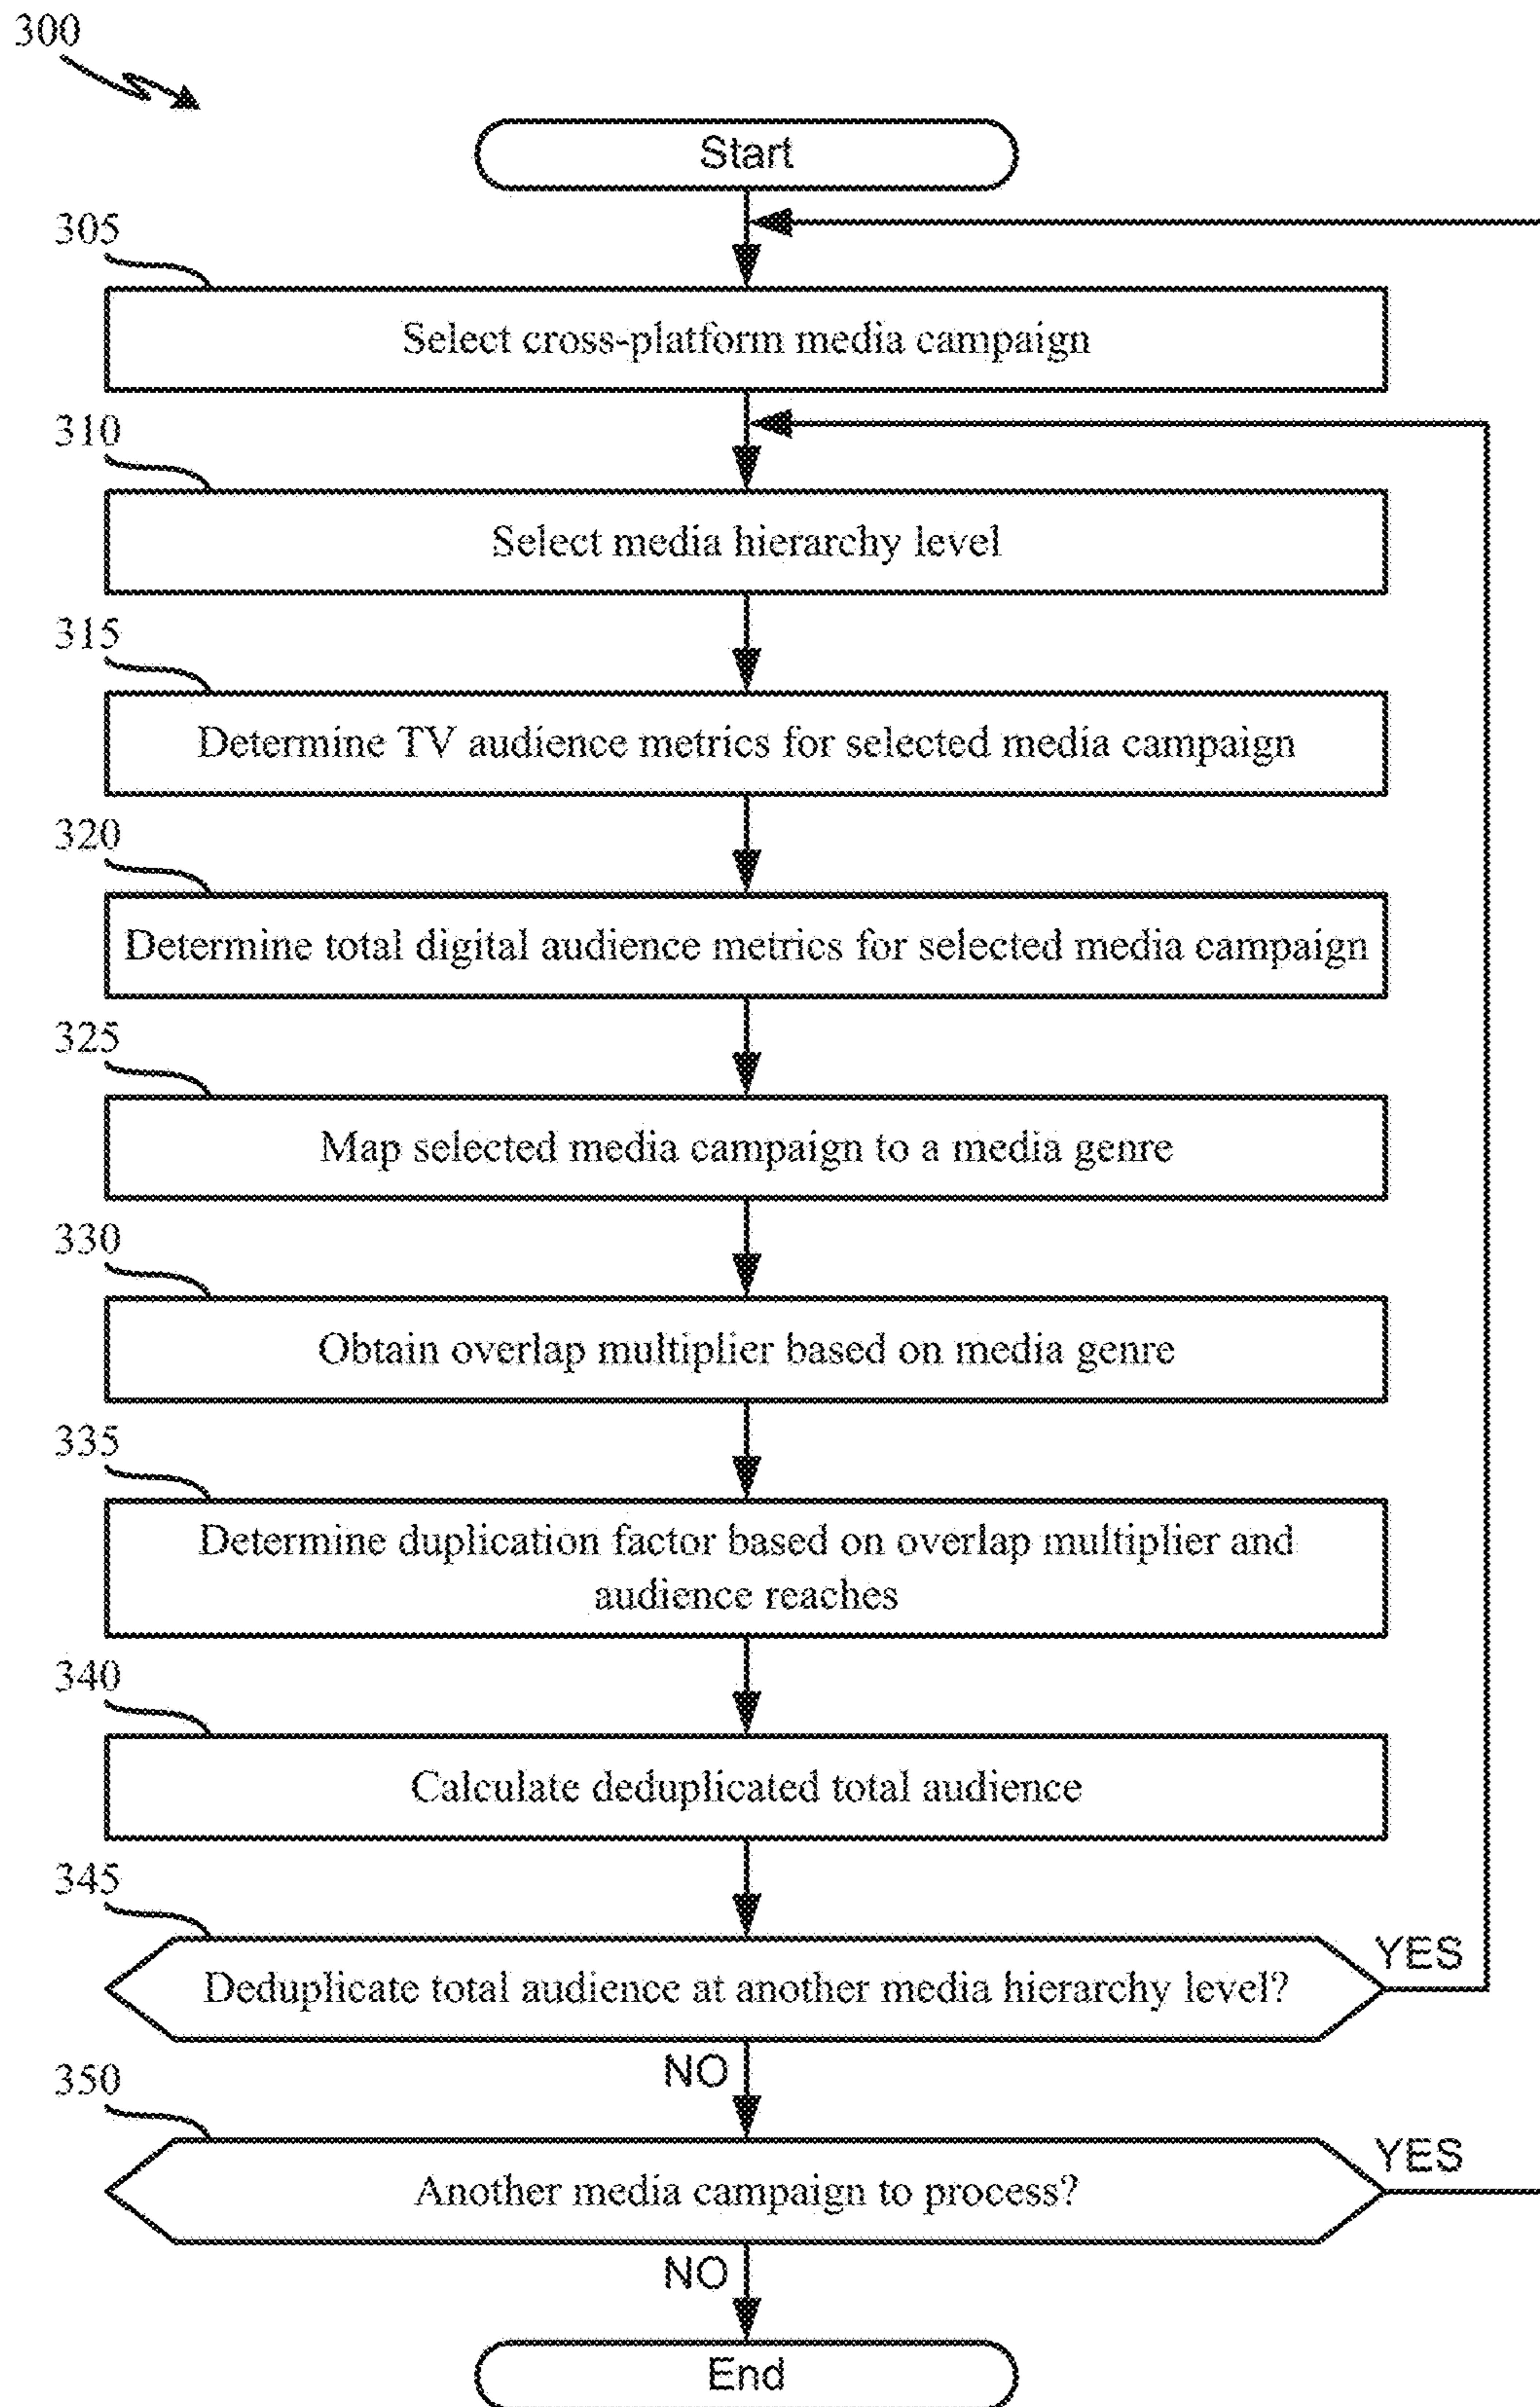 300
Start
305
Select cross-platform media campaign
310
Select media hierarchy level
315
Determine TV audience metrics for selected media campaign
320
Determine total digital audience metrics for selected media campaign
325
Map selected media campaign to a media genre
330
Obtain overlap multiplier based on media genre
335
Determine duplication factor based on overlap multiplier and
audience reaches
340
Calculate deduplicated total audience
345
Deduplicate total audience at another media hierarchy level?
YES
NO
350
Another media campaign to process?
YES
NO
End